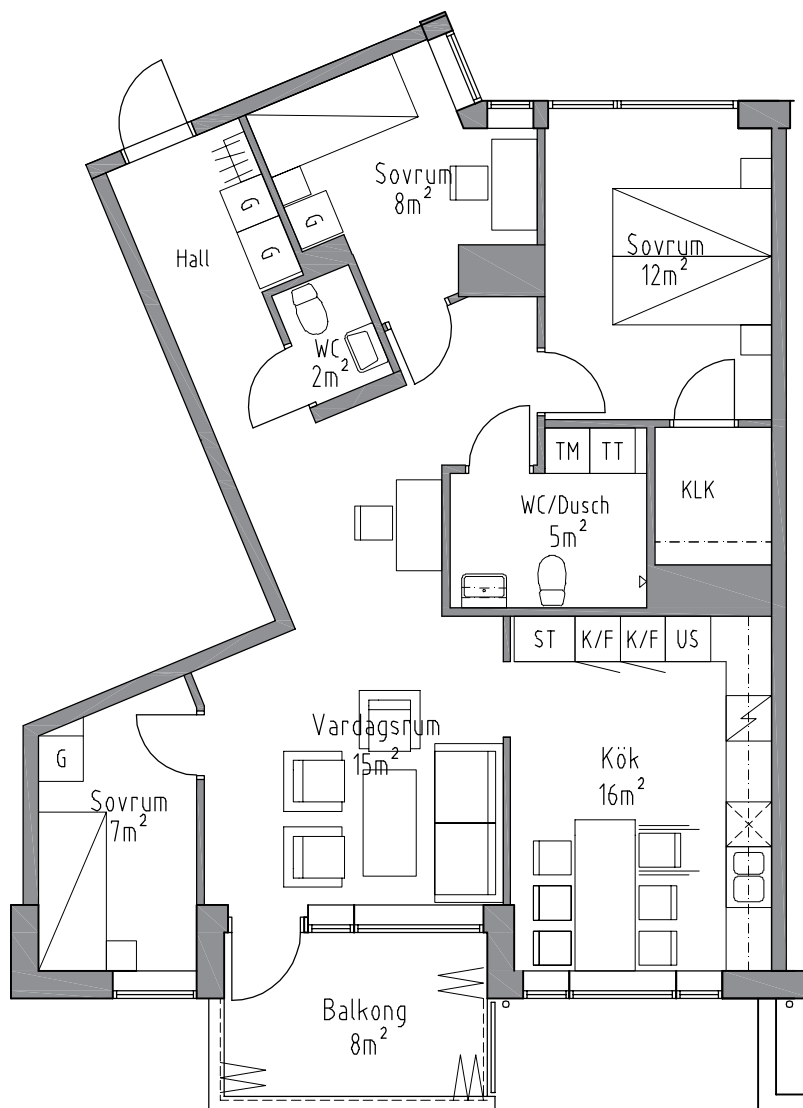 Sovrum
8m²
G
G
G
Hall
Sovrum
12m²
WC
2m²
TM TT
KLK
WC/Dusch
5m²
ST K/F K/F US
Vardagsrum
15m²
Kök
16m²
G
Sovrum
7m²
Balkong
8m²